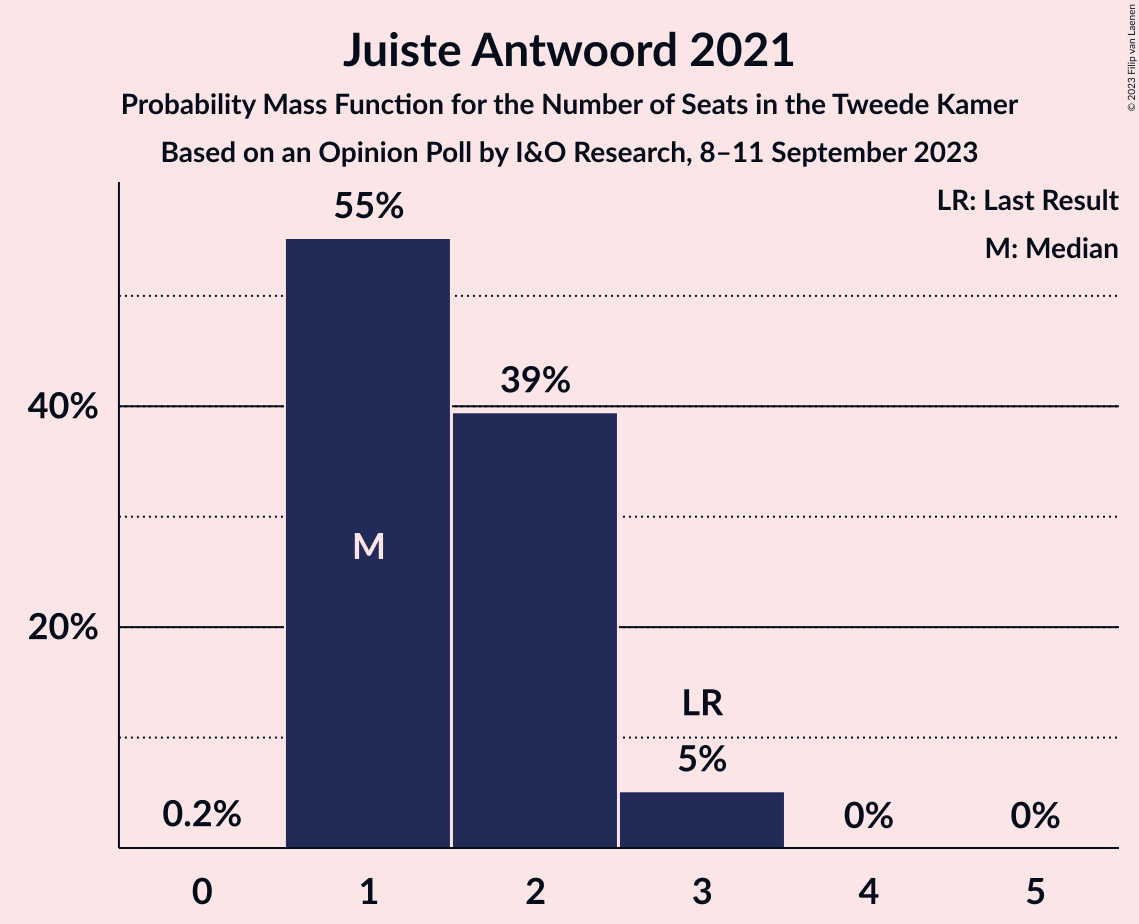 Juiste Antwoord 2021
Probability Mass Function for the Number of Seats in the Tweede Kamer
Based on an Opinion Poll by I&O Research, 8–11 September 2023
© 2023 Filip van Laenen
LR: Last Result
M: Median
55%
39%
40%
M
20%
LR
5%
0.2%
0%
0%
0
1
2
3
4
5